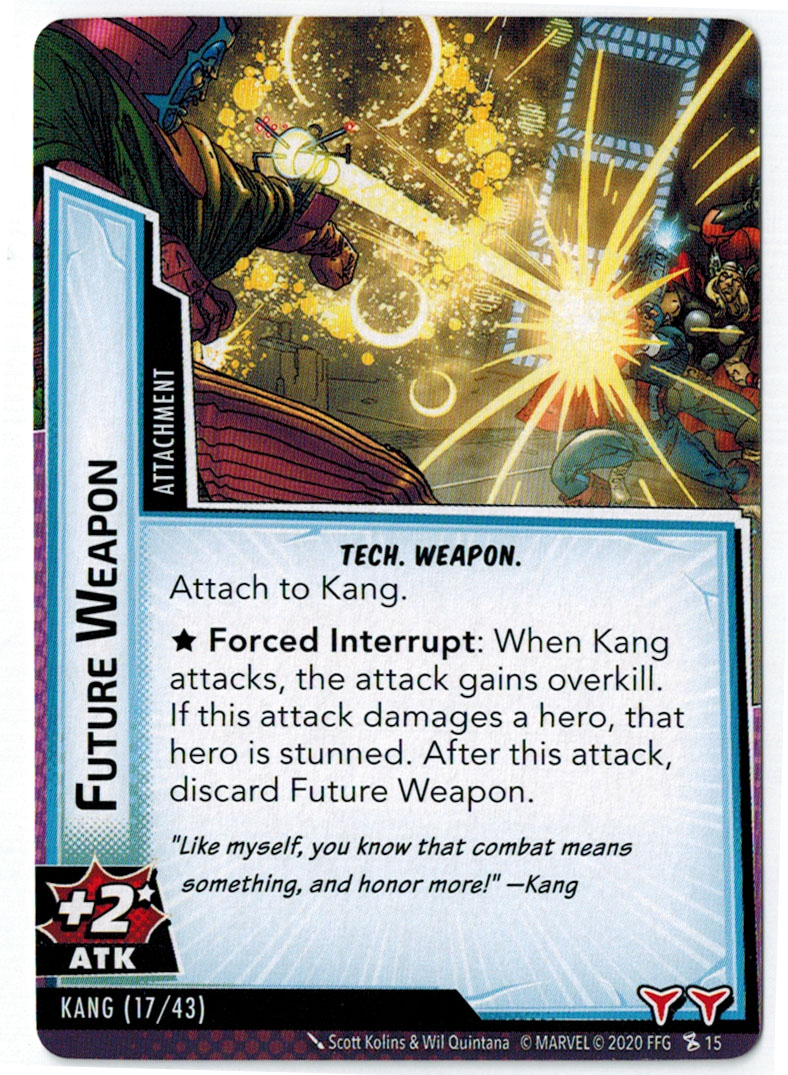 ATTACHMENT
FUTURE WEAPON
TECH. WEAPON.
Attach to Kang.
★ Forced Interrupt: When Kang
attacks, the attack gains overkill.
If this attack damages a hero, that
hero is stunned. After this attack,
discard Future Weapon.
"Like myself, you know that combat means
something, and honor more!" —Kang
+2★
ATK
KANG (17/43)
Scott Kolins & Wil Quintana © MARVEL © 2020 FFG 15